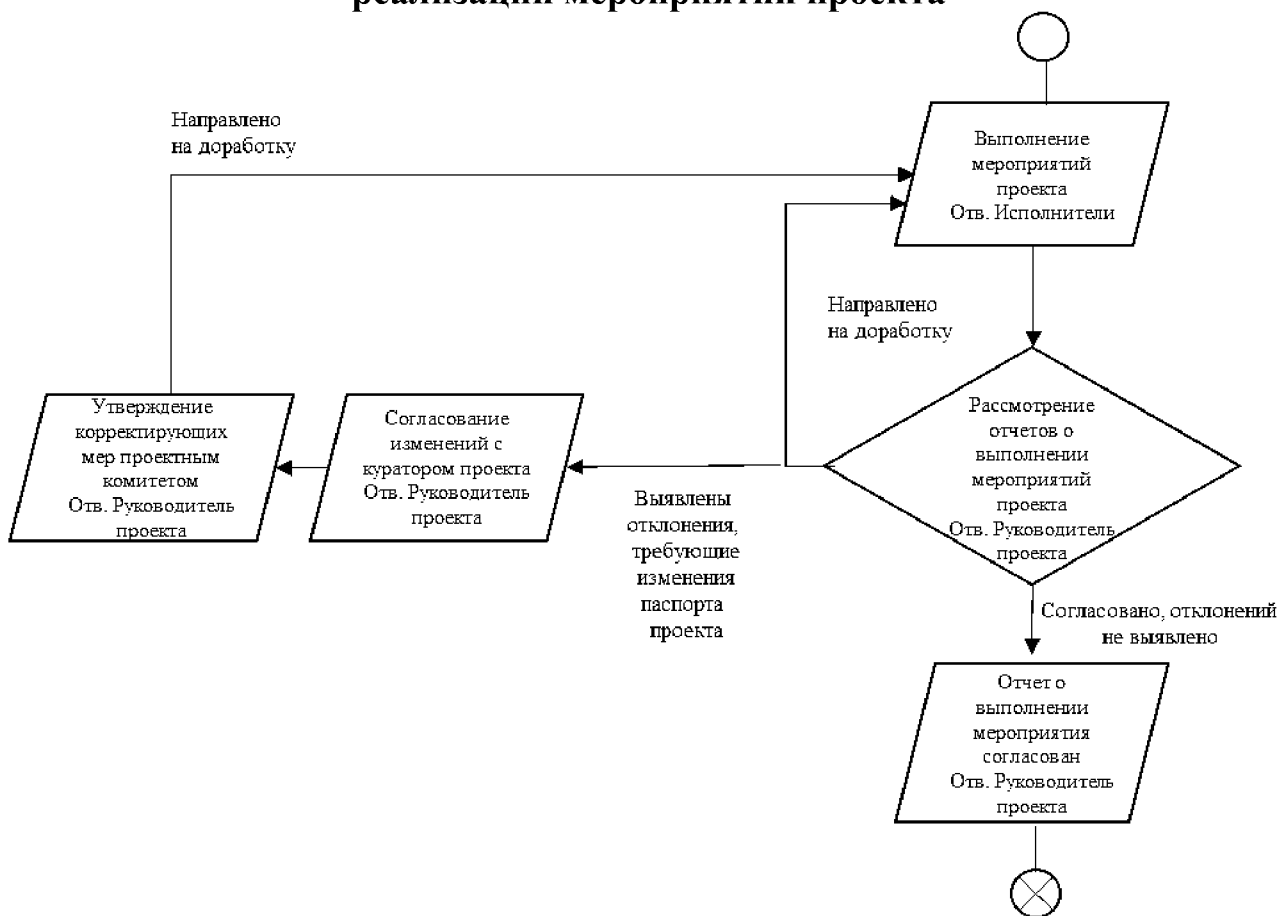 реализации мероприятий проекта
Направлено
на доработку
Выполнение
мероприятий
проекта
Отв. Исполнители
Направлено
на доработку
Утверждение
корректирующих
мер проектным
комитетом
Отв. Руководитель
проекта
Согласование
изменений с
куратором проекта
Отв. Руководитель
проекта
Выявлены
отклонения,
требующие
изменения
паспорта
проекта
Рассмотрение
отчетов о
выполнении
мероприятий
проекта
Отв. Руководитель
проекта
Согласовано, отклонений
не выявлено
Отчет о
выполнении
мероприятия
согласован
Отв. Руководитель
проекта